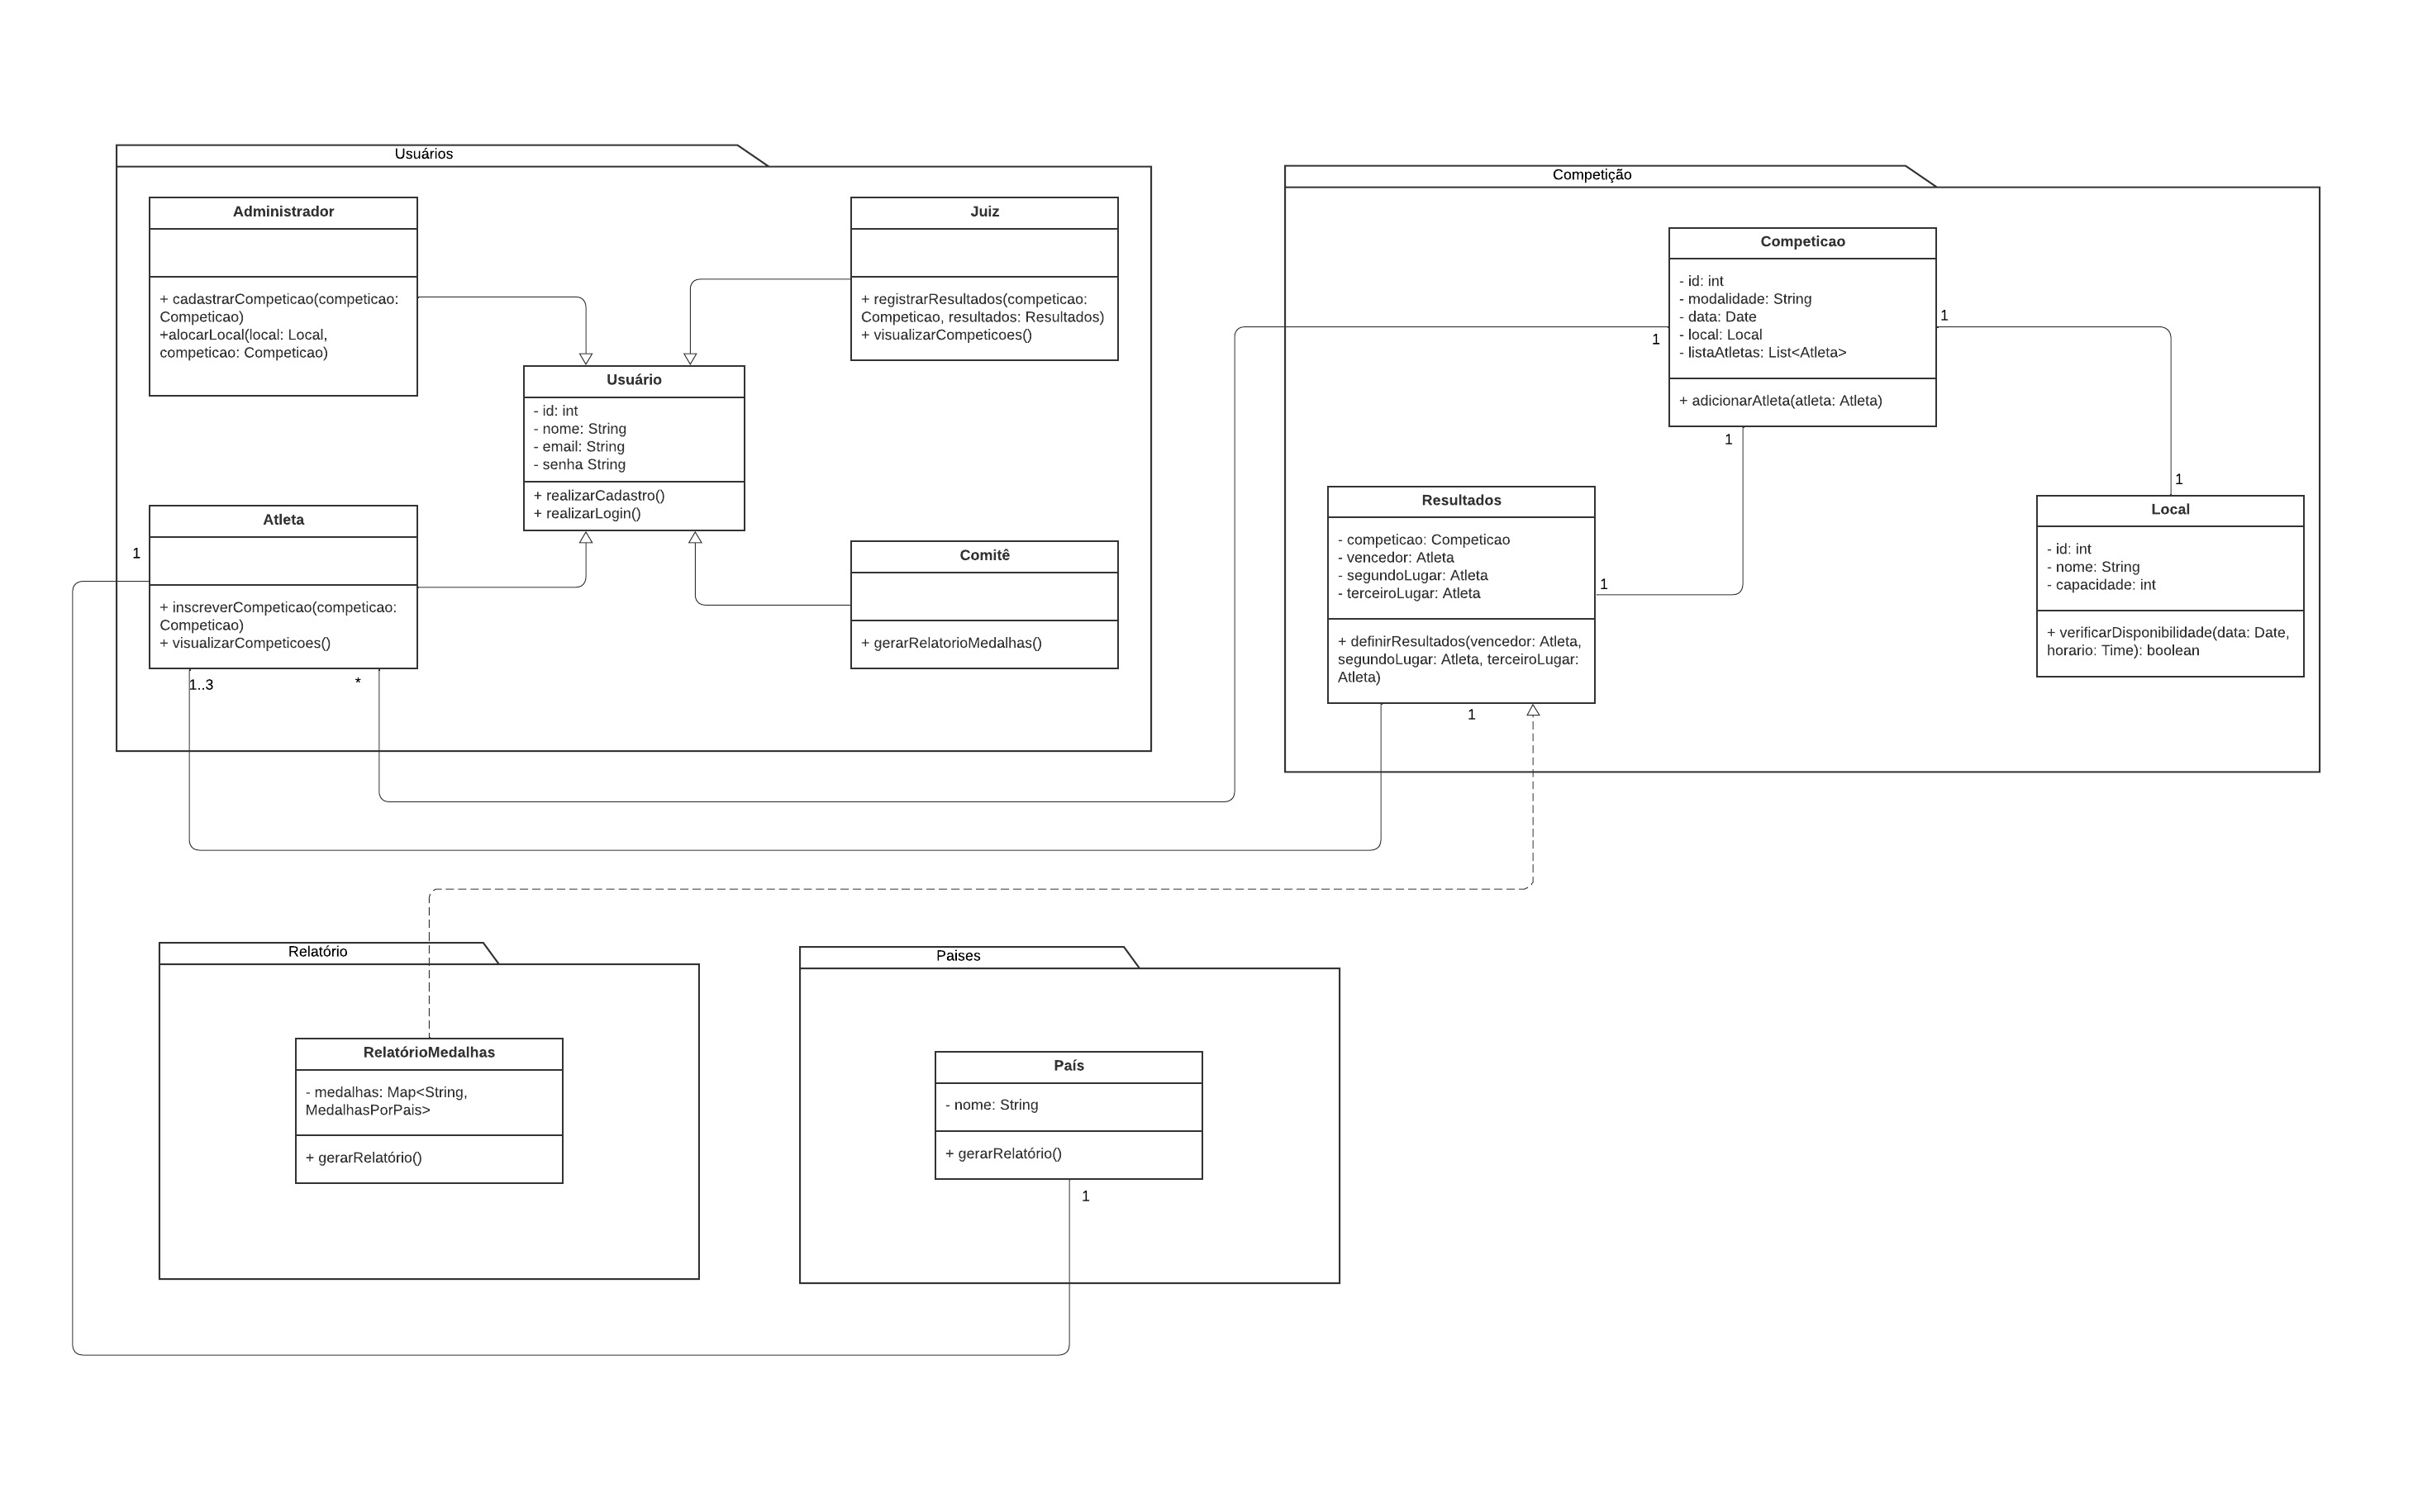 Usuários
Administrador
+ cadastrarCompeticao(competicao:
Competicao)
+alocarLocal(local: Local,
competicao: Competicao)
Juiz
+ registrarResultados(competicao:
Competicao, resultados: Resultados)
+ visualizarCompeticoes()
Usuário
- id: int
- nome: String
- email: String
- senha String
+ realizarCadastro()
+ realizarLogin()
Atleta
+ inscreverCompeticao(competicao:
Competicao)
+ visualizarCompeticoes()
1
1..3
*
Comitê
+ gerarRelatorioMedalhas()
Competição
Competicao
- id: int
- modalidade: String
- data: Date
- local: Local
- listaAtletas: List<Atleta>
+ adicionarAtleta(atleta: Atleta)
1
1
1
1
Resultados
- competicao: Competicao
- vencedor: Atleta
- segundoLugar: Atleta
- terceiroLugar: Atleta
+ definirResultados(vencedor: Atleta,
segundoLugar: Atleta, terceiroLugar:
Atleta)
1
1
Local
- id: int
- nome: String
- capacidade: int
+ verificarDisponibilidade(data: Date,
horario: Time): boolean
Relatório
RelatórioMedalhas
- medalhas: Map<String,
MedalhasPorPais>
+ gerarRelatório()
Paises
País
- nome: String
+ gerarRelatório()
1